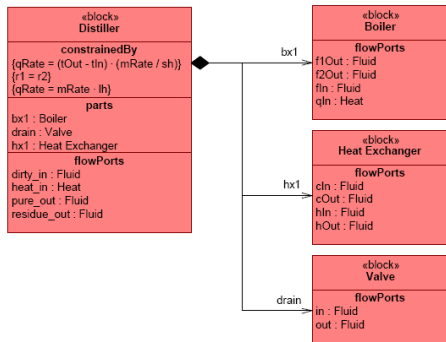 «block»
Distiller
constrainedBy
{qRate = (tOut - tIn) · (mRate / sh)}
{r1 = r2}
{qRate = mRate · lh}
parts
bx1 : Boiler
drain : Valve
hx1 : Heat Exchanger
flowPorts
dirty_in : Fluid
heat_in : Heat
pure_out : Fluid
residue_out : Fluid
bx1
«block»
Boiler
flowPorts
f1Out : Fluid
f2Out : Fluid
fIn : Fluid
qIn : Heat
hx1
«block»
Heat Exchanger
flowPorts
cIn : Fluid
cOut : Fluid
hIn : Fluid
hOut : Fluid
drain
«block»
Valve
flowPorts
in : Fluid
out : Fluid